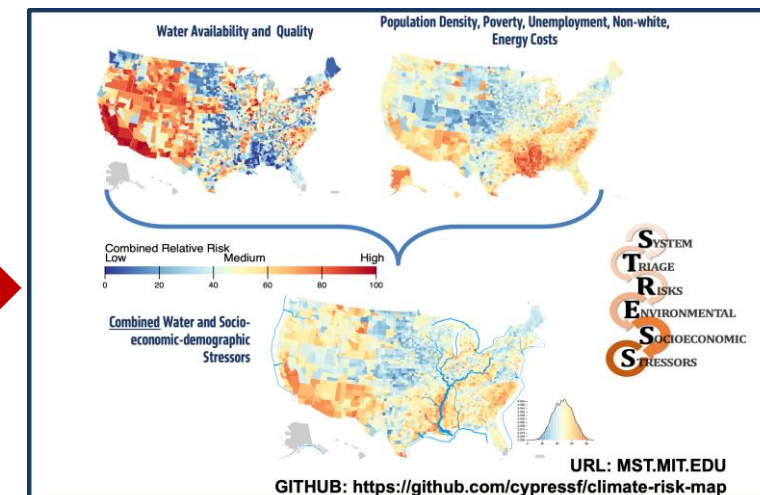 Water Availability and Quality
Population Density, Poverty, Unemployment, Non-white,
Energy Costs
Combined Relative Risk
Low Medium High
0 20 40 60 80 100
SYSTEM
TRIAGE
RISKS
ENVIRONMENTAL
SOCIOECONOMIC
STRESSORS
Combined Water and Socio-
economic-demographic
Stressors
URL: MST.MIT.EDU
GITHUB: https://github.com/cypressf/climate-risk-map